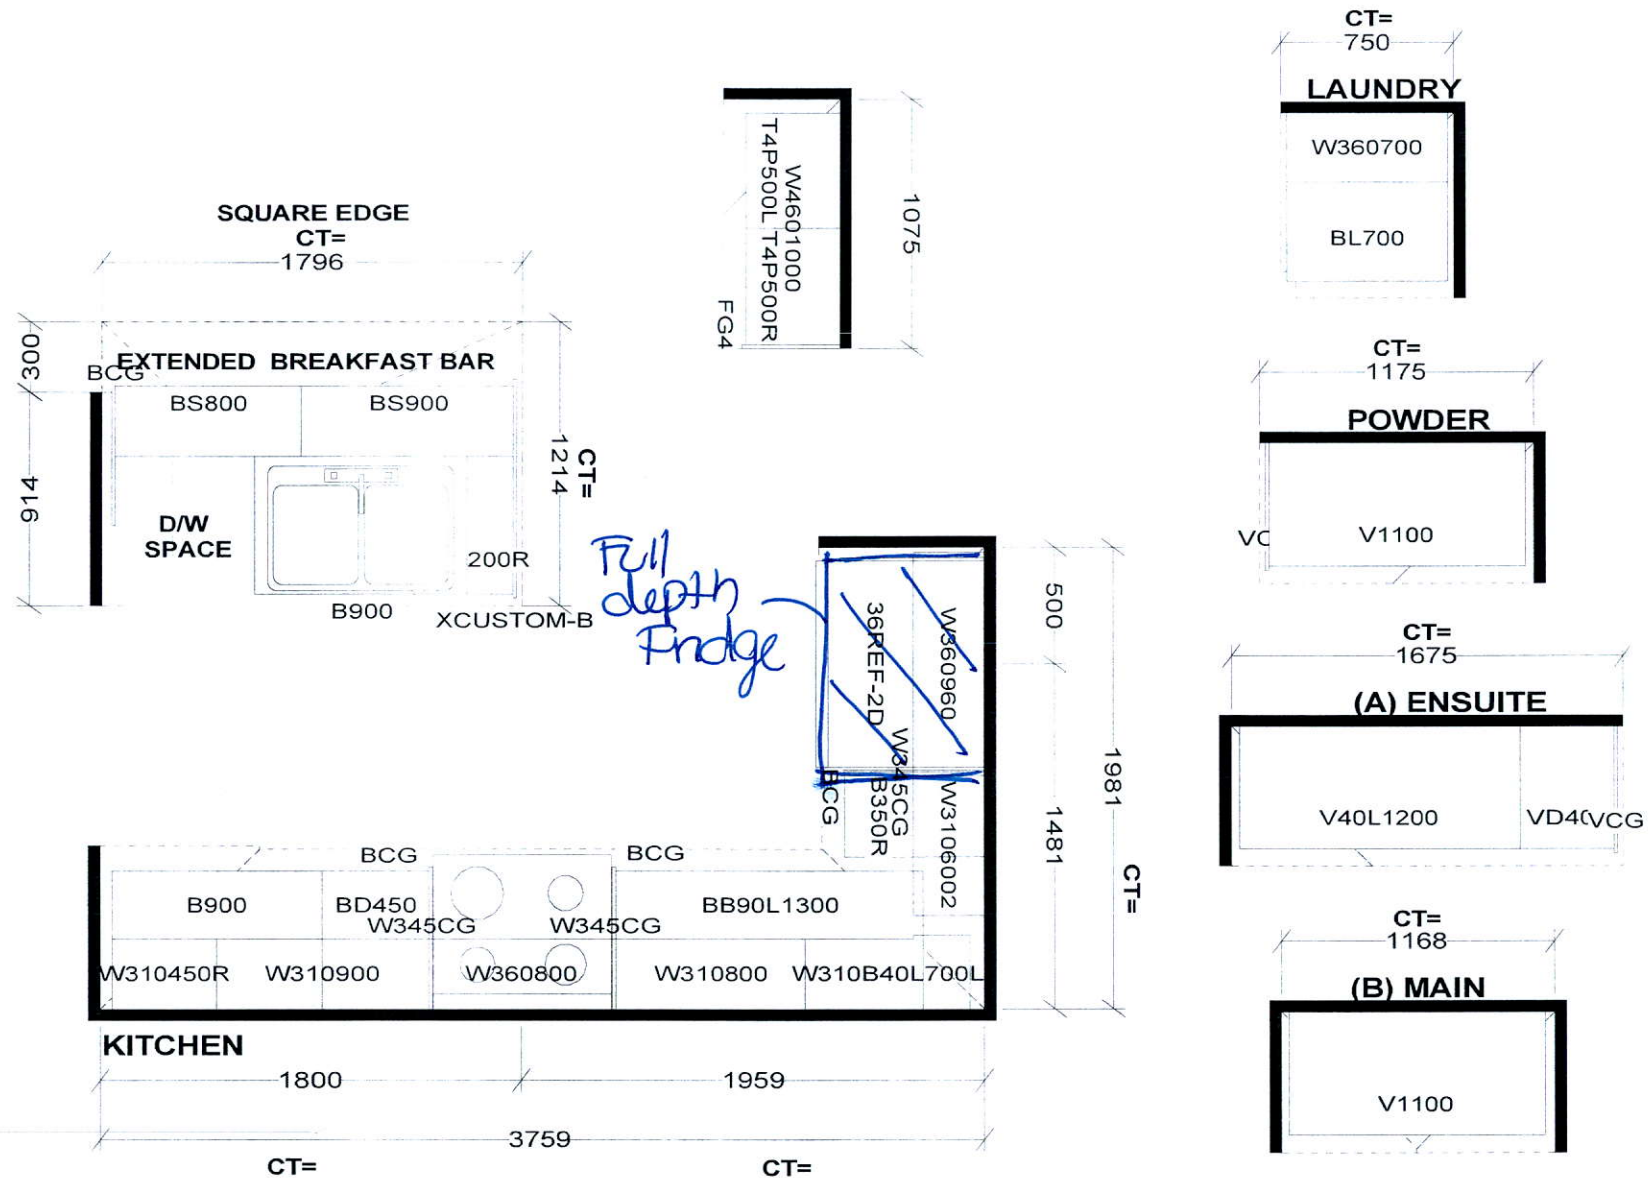 CT=
750
LAUNDRY
W360700
BL700
T4P500L T4P500R
W4601000
FG4
1075
SQUARE EDGE
CT=
1796
300
914
EXTENDED BREAKFAST BAR
BCG
BS800
BS900
D/W
SPACE
200R
B900
XCUSTOM-B
1214
CT=
CT=
1175
POWDER
VC
V1100
Full
depth
Fridge
36REF-2D
W360960
W345CG
BCG
B350R
W3106002
500
1481
1981
CT=
CT=
1675
(A) ENSUITE
V40L1200
VD4(
VCG
BCG
BCG
B900
BD450
W345CG
W345CG
BB90L1300
W310450R
W310900
W360800
W310800
W310B40L700L
KITCHEN
1800
1959
3759
CT=
CT=
CT=
1168
(B) MAIN
V1100